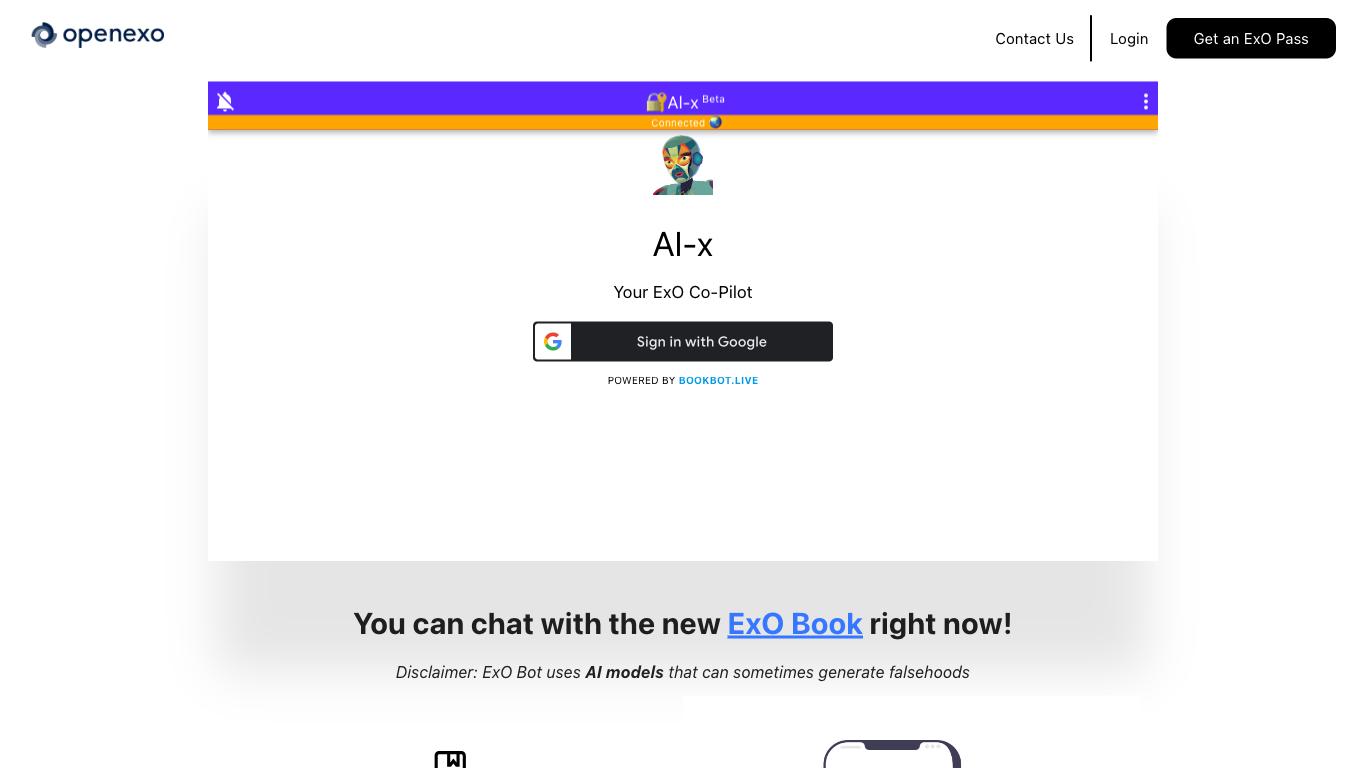 openexo
Contact Us
Login
Get an ExO Pass
AI-x Beta
Connected
AI-x
Your ExO Co-Pilot
Sign in with Google
POWERED BY BOOKBOT.LIVE
You can chat with the new ExO Book right now!
Disclaimer: ExO Bot uses AI models that can sometimes generate falsehoods